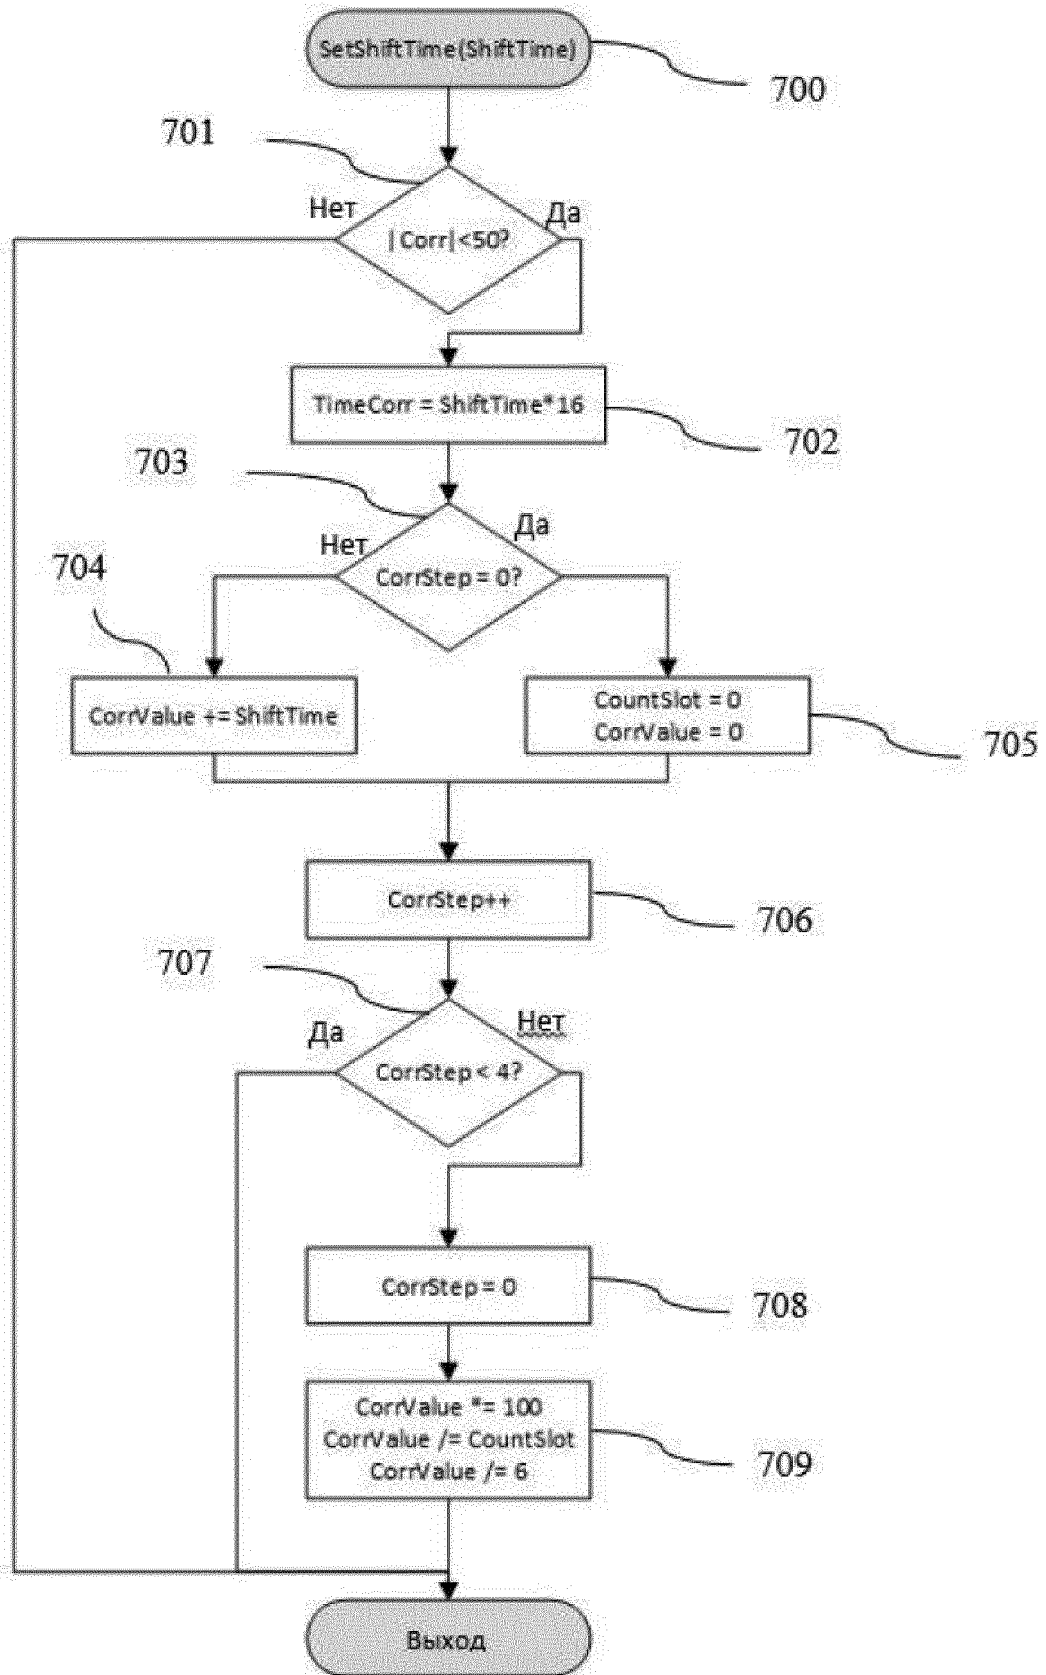 SetShiftTime(ShiftTime)
700
701
Нет
Да
|Corr|<50?
TimeCorr = ShiftTime*16
702
703
Нет
Да
CorrStep = 0?
704
CorrValue += ShiftTime
CountSlot = 0
CorrValue = 0
705
CorrStep++
706
707
Да
Нет
CorrStep < 4?
CorrStep = 0
708
CorrValue *= 100
CorrValue /= CountSlot
CorrValue /= 6
709
Выход